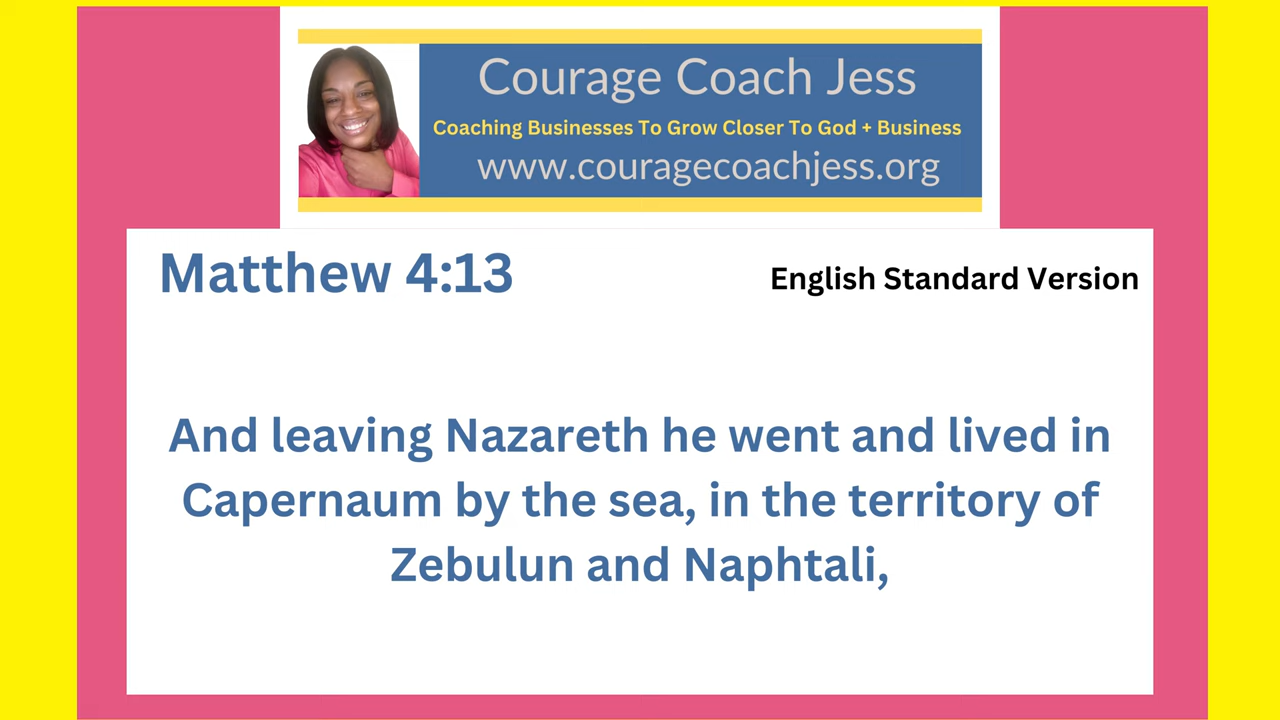 Courage Coach Jess
Coaching Businesses To Grow Closer To God + Business
www.couragecoachjess.org
Matthew 4:13
English Standard Version
And leaving Nazareth he went and lived in
Capernaum by the sea, in the territory of
Zebulun and Naphtali,